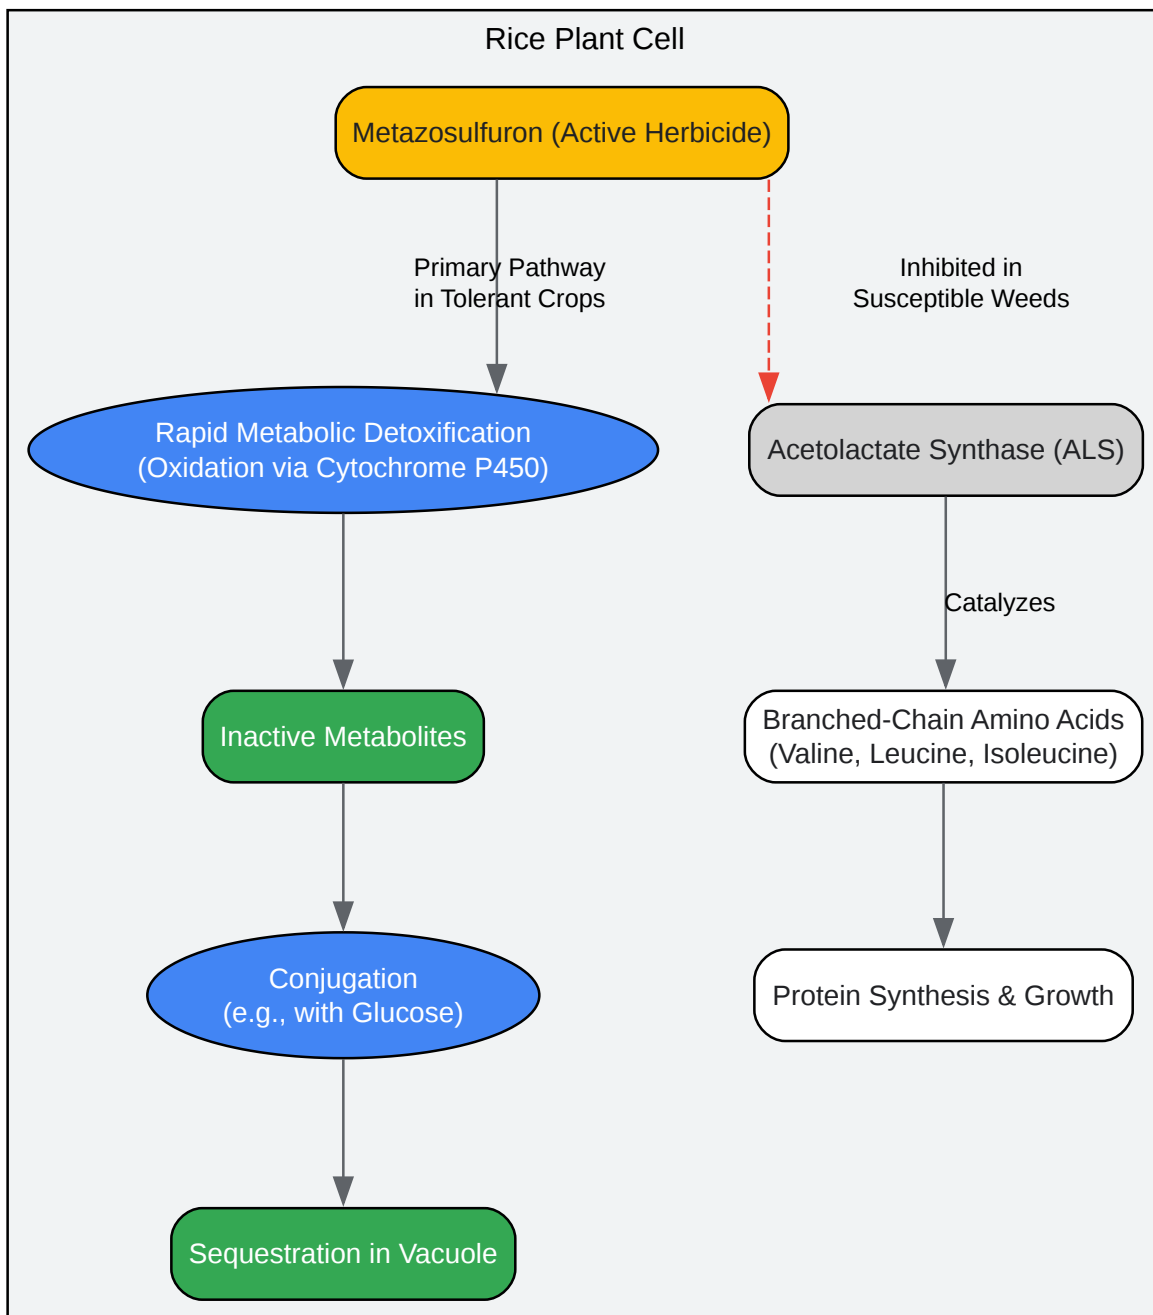 Rice Plant Cell
Metazosulfuron (Active Herbicide)
Primary Pathway
in Tolerant Crops
Inhibited in
Susceptible Weeds
Rapid Metabolic Detoxification
(Oxidation via Cytochrome P450)
Acetolactate Synthase (ALS)
Catalyzes
Inactive Metabolites
Branched-Chain Amino Acids
(Valine, Leucine, Isoleucine)
Conjugation
(e.g., with Glucose)
Protein Synthesis & Growth
Sequestration in Vacuole